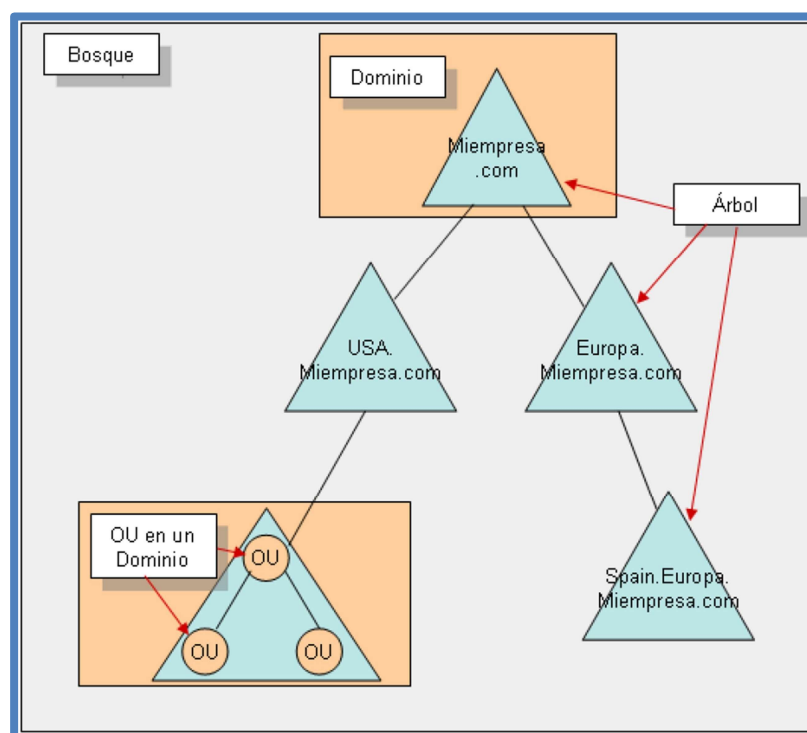 Bosque
Dominio
Miempresa
.com
Árbol
USA.
Miempresa.com
Europa.
Miempresa.com
OU en un
Dominio
OU
OU
OU
Spain.Europa.
Miempresa.com